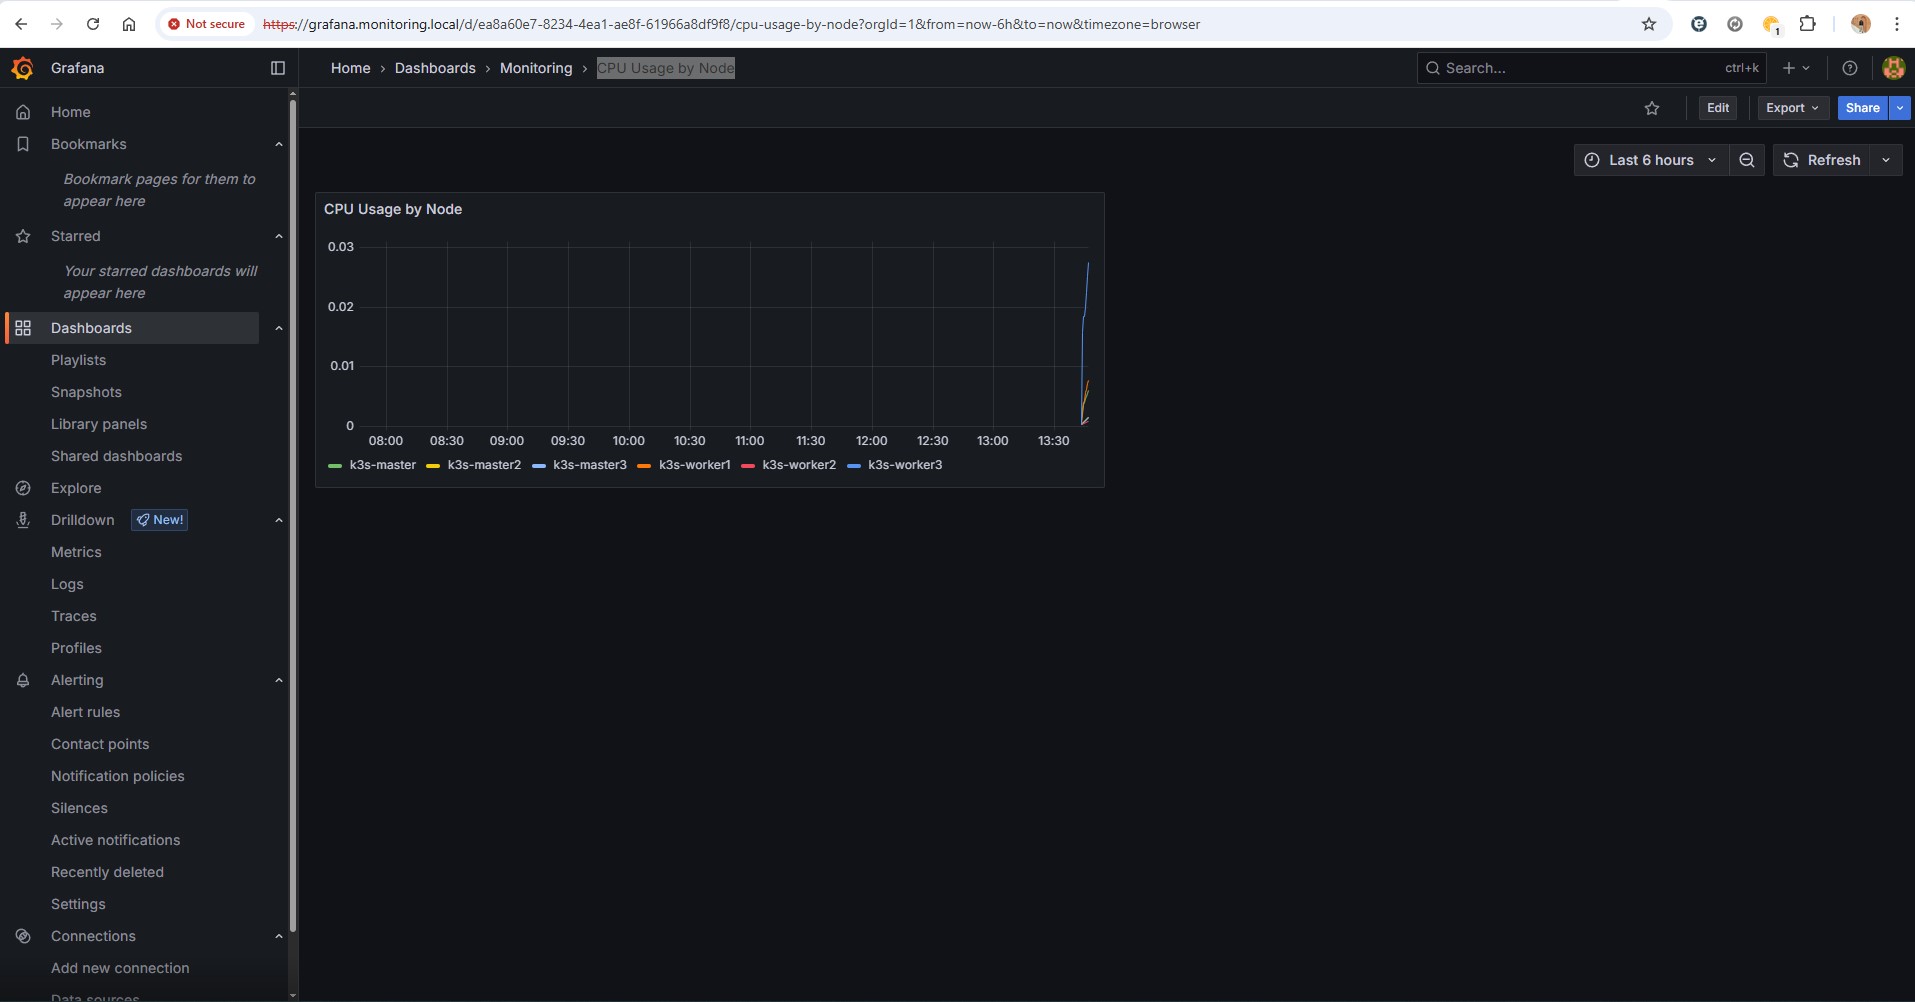 Not secure https://grafana.monitoring.local/d/ea8a60e7-8234-4ea1-ae8f-61966a8df9f8/cpu-usage-by-node?orgId=1&from=now-6h&to=now&timezone=browser 1
Grafana
Home › Dashboards › Monitoring › CPU Usage by Node
Search... ctrl+k
Edit Export Share
Last 6 hours Refresh
Home
Bookmarks
Bookmark pages for them to
appear here
Starred
Your starred dashboards will
appear here
Dashboards
Playlists
Snapshots
Library panels
Shared dashboards
Explore
Drilldown New!
Metrics
Logs
Traces
Profiles
Alerting
Alert rules
Contact points
Notification policies
Silences
Active notifications
Recently deleted
Settings
Connections
Add new connection
Data sources
CPU Usage by Node
0.03
0.02
0.01
0
08:00 08:30 09:00 09:30 10:00 10:30 11:00 11:30 12:00 12:30 13:00 13:30
k3s-master k3s-master2 k3s-master3 k3s-worker1 k3s-worker2 k3s-worker3